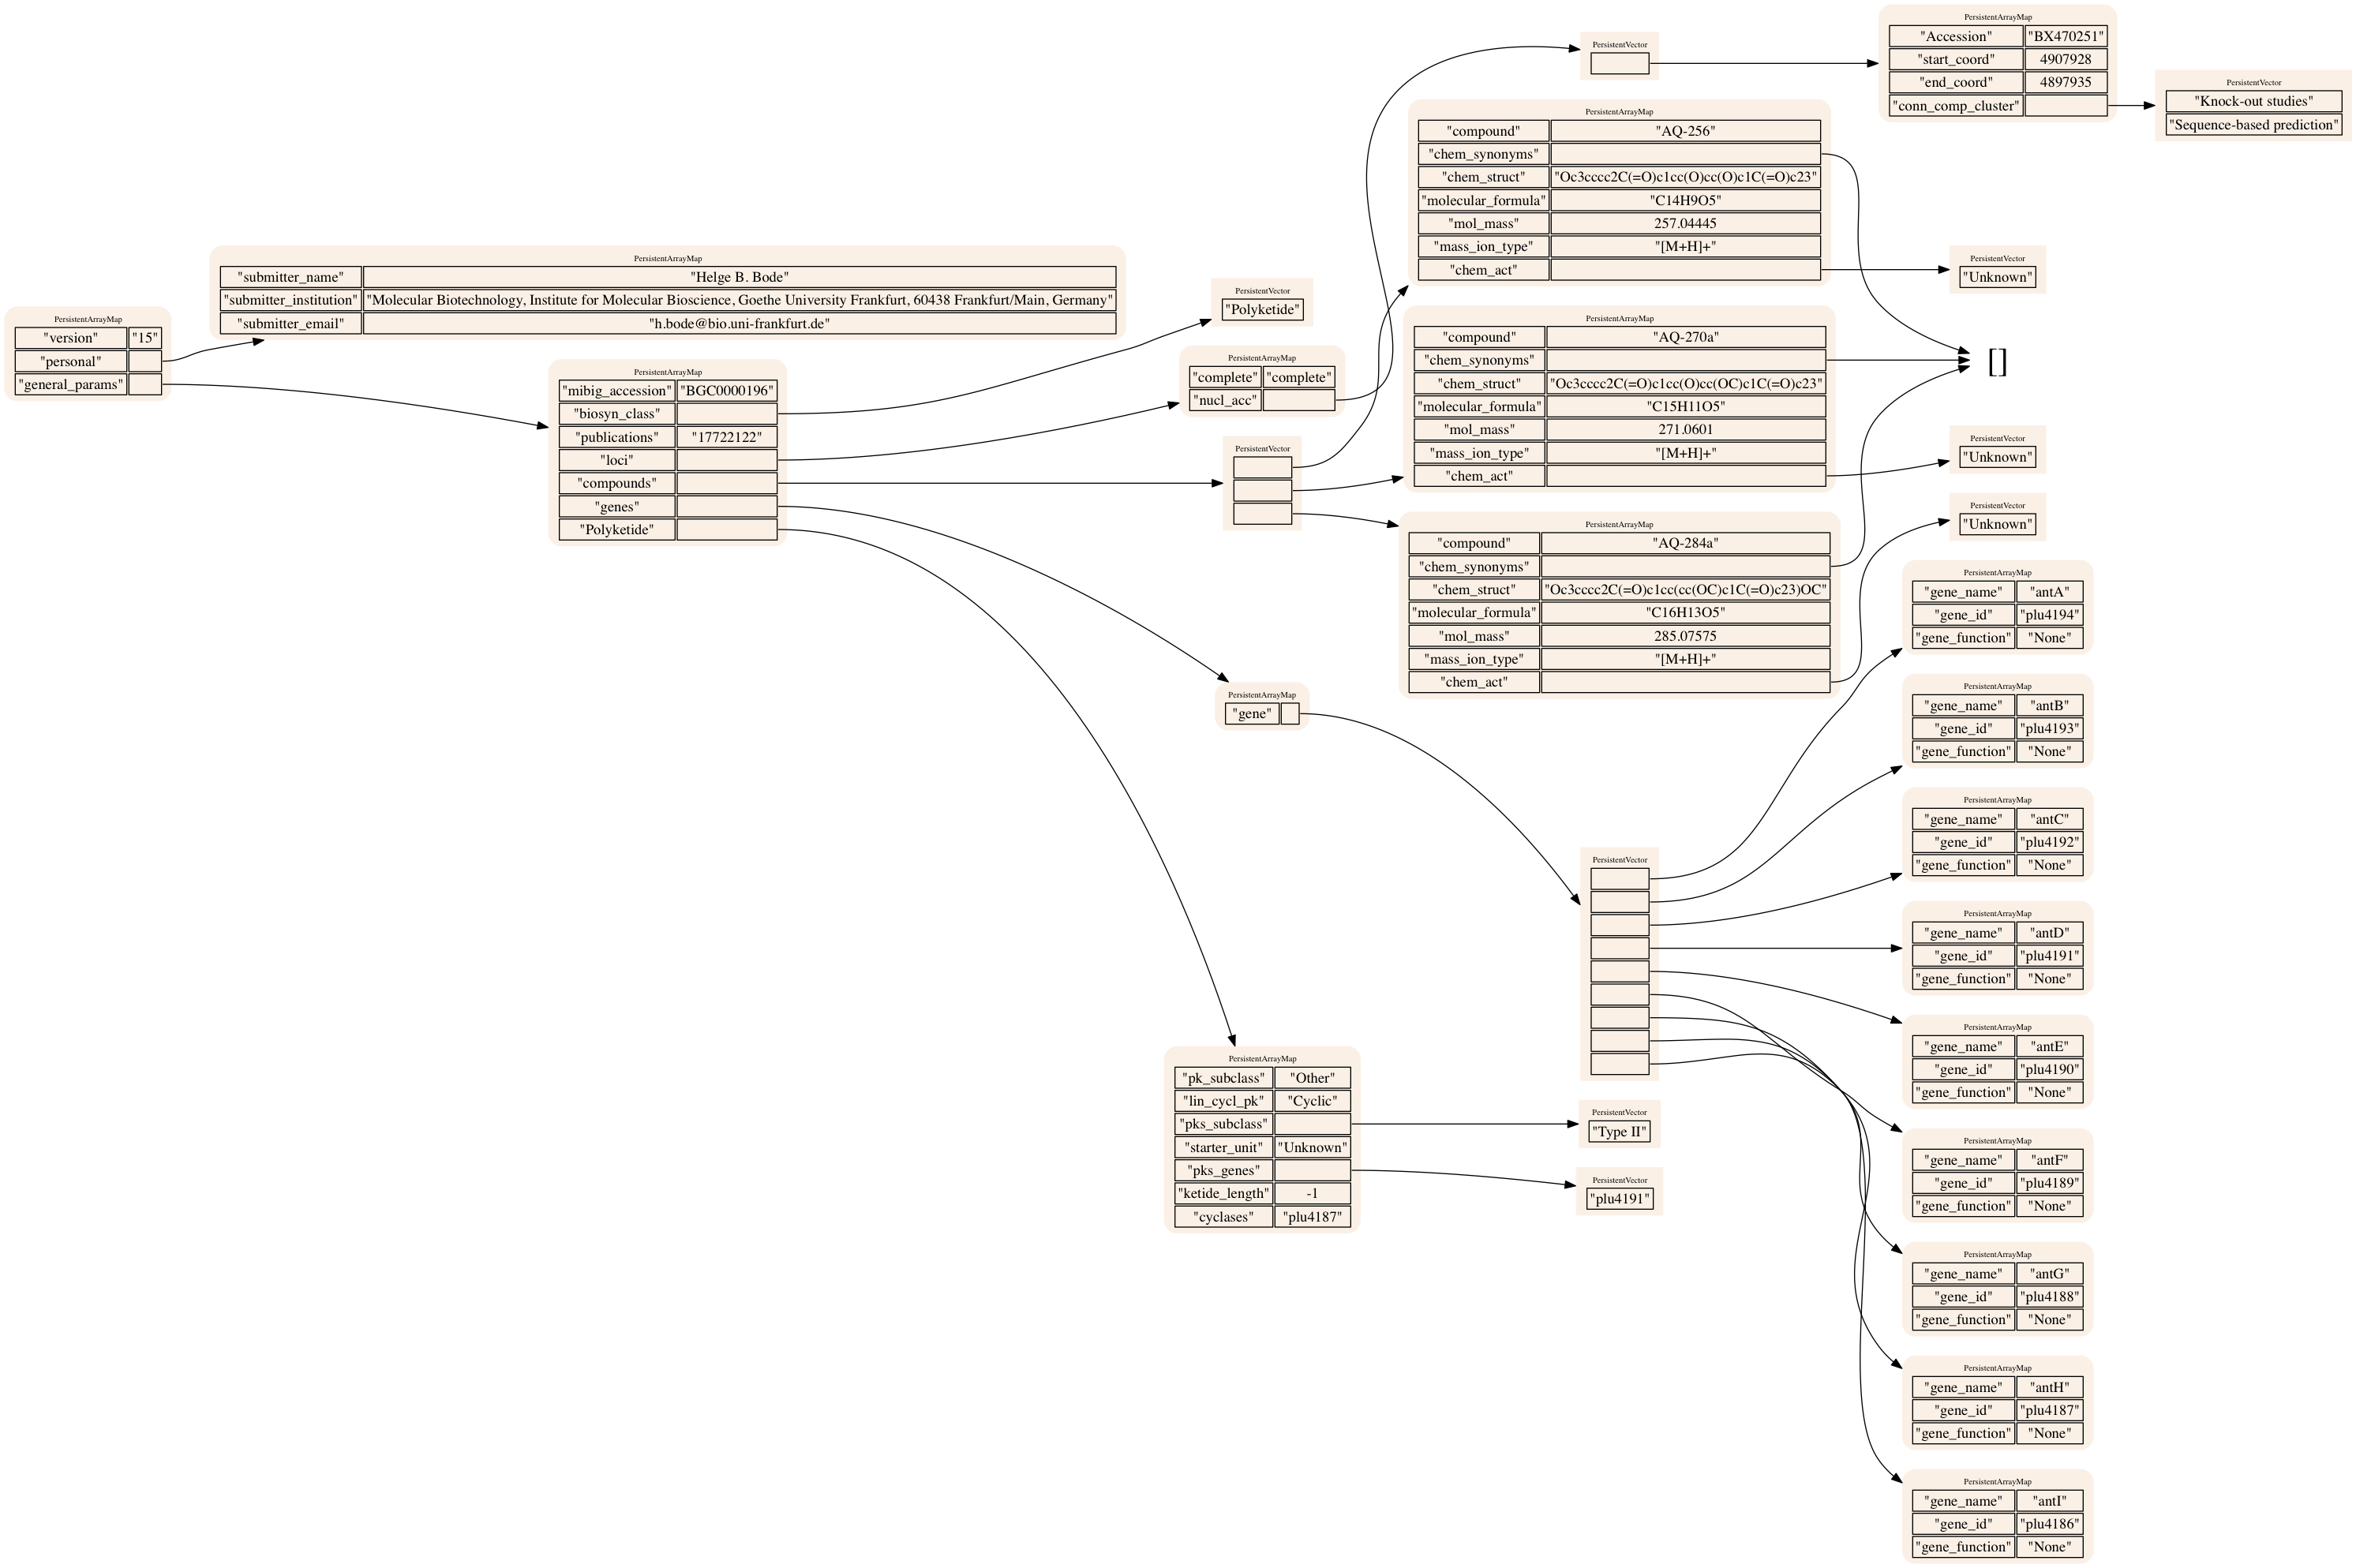 PersistentArrayMap
"version" "15"
"personal"
"general_params"
PersistentArrayMap
"submitter_name" "Helge B. Bode"
"submitter_institution" "Molecular Biotechnology, Institute for Molecular Bioscience, Goethe University Frankfurt, 60438 Frankfurt/Main, Germany"
"submitter_email" "h.bode@bio.uni-frankfurt.de"
PersistentArrayMap
"mibig_accession" "BGC0000196"
"biosyn_class"
"publications" "17722122"
"loci"
"compounds"
"genes"
"Polyketide"
PersistentVector
"Polyketide"
PersistentArrayMap
"complete" "complete"
"nucl_acc"
PersistentVector
PersistentArrayMap
"gene"
PersistentArrayMap
"pk_subclass" "Other"
"lin_cycl_pk" "Cyclic"
"pks_subclass"
"starter_unit" "Unknown"
"pks_genes"
"ketide_length" -1
"cyclases" "plu4187"
PersistentVector
PersistentArrayMap
"compound" "AQ-256"
"chem_synonyms"
"chem_struct" "Oc3cccc2C(=O)c1cc(O)cc(O)c1C(=O)c23"
"molecular_formula" "C14H9O5"
"mol_mass" 257.04445
"mass_ion_type" "[M+H]+"
"chem_act"
PersistentArrayMap
"compound" "AQ-270a"
"chem_synonyms"
"chem_struct" "Oc3cccc2C(=O)c1cc(O)cc(OC)c1C(=O)c23"
"molecular_formula" "C15H11O5"
"mol_mass" 271.0601
"mass_ion_type" "[M+H]+"
"chem_act"
PersistentArrayMap
"compound" "AQ-284a"
"chem_synonyms"
"chem_struct" "Oc3cccc2C(=O)c1cc(cc(OC)c1C(=O)c23)OC"
"molecular_formula" "C16H13O5"
"mol_mass" 285.07575
"mass_ion_type" "[M+H]+"
"chem_act"
PersistentVector
PersistentVector
"Type II"
PersistentVector
"plu4191"
PersistentArrayMap
"Accession" "BX470251"
"start_coord" 4907928
"end_coord" 4897935
"conn_comp_cluster"
PersistentVector
"Knock-out studies"
"Sequence-based prediction"
PersistentVector
"Unknown"
[]
PersistentVector
"Unknown"
PersistentVector
"Unknown"
PersistentArrayMap
"gene_name" "antA"
"gene_id" "plu4194"
"gene_function" "None"
PersistentArrayMap
"gene_name" "antB"
"gene_id" "plu4193"
"gene_function" "None"
PersistentArrayMap
"gene_name" "antC"
"gene_id" "plu4192"
"gene_function" "None"
PersistentArrayMap
"gene_name" "antD"
"gene_id" "plu4191"
"gene_function" "None"
PersistentArrayMap
"gene_name" "antE"
"gene_id" "plu4190"
"gene_function" "None"
PersistentArrayMap
"gene_name" "antF"
"gene_id" "plu4189"
"gene_function" "None"
PersistentArrayMap
"gene_name" "antG"
"gene_id" "plu4188"
"gene_function" "None"
PersistentArrayMap
"gene_name" "antH"
"gene_id" "plu4187"
"gene_function" "None"
PersistentArrayMap
"gene_name" "antI"
"gene_id" "plu4186"
"gene_function" "None"